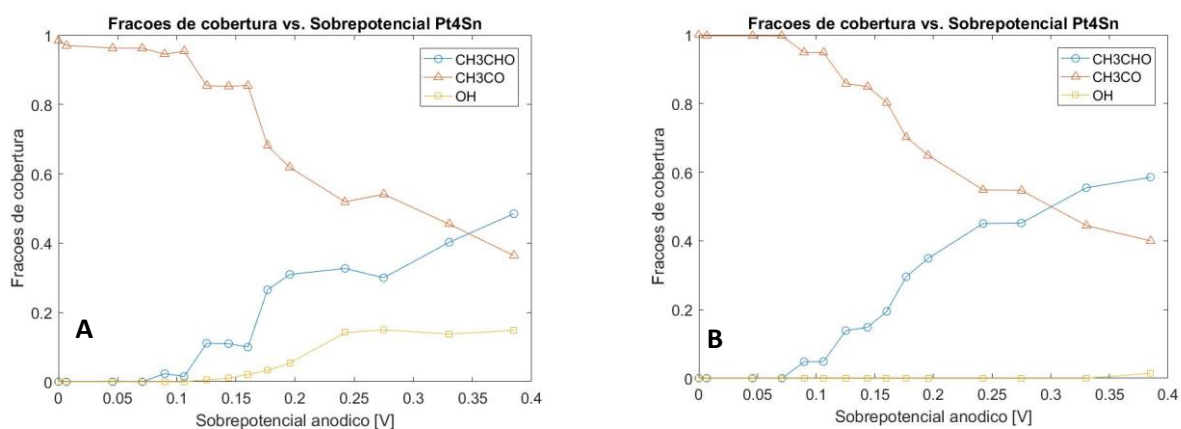 Fracoes de cobertura vs. Sobrepotencial Pt4Sn
1
0.8
0.6
0.4
0.2
0
Fracoes de cobertura
CH3CHO
CH3CO
OH
A
0
0.05
0.1
0.15
0.2
0.25
0.3
0.35
0.4
Sobrepotencial anodico [V]
Fracoes de cobertura vs. Sobrepotencial Pt4Sn
1
0.8
0.6
0.4
0.2
0
Fracoes de cobertura
CH3CHO
CH3CO
OH
B
0
0.05
0.1
0.15
0.2
0.25
0.3
0.35
0.4
Sobrepotencial anodico [V]